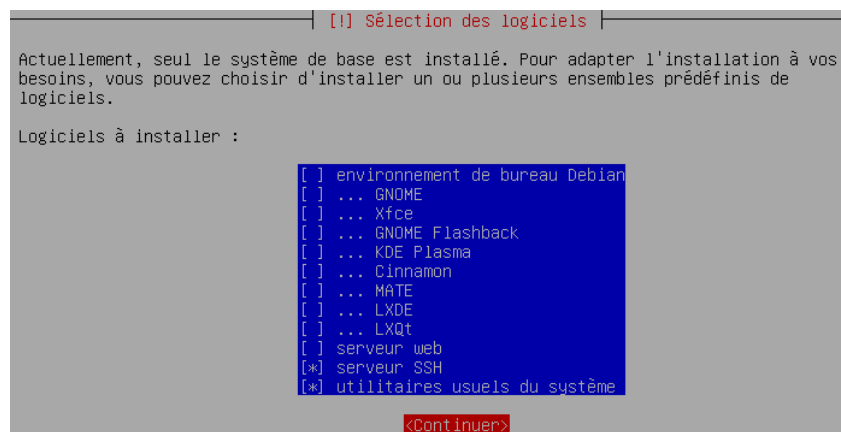 [!] Sélection des logiciels
Actuellement, seul le système de base est installé. Pour adapter l'installation à vos
besoins, vous pouvez choisir d'installer un ou plusieurs ensembles prédéfinis de
logiciels.
Logiciels à installer :
[ ] environnement de bureau Debian
[ ] ... GNOME
[ ] ... Xfce
[ ] ... GNOME Flashback
[ ] ... KDE Plasma
[ ] ... Cinnamon
[ ] ... MATE
[ ] ... LXDE
[ ] ... LXQt
[ ] serveur web
[*] serveur SSH
[*] utilitaires usuels du système
<Continuer>